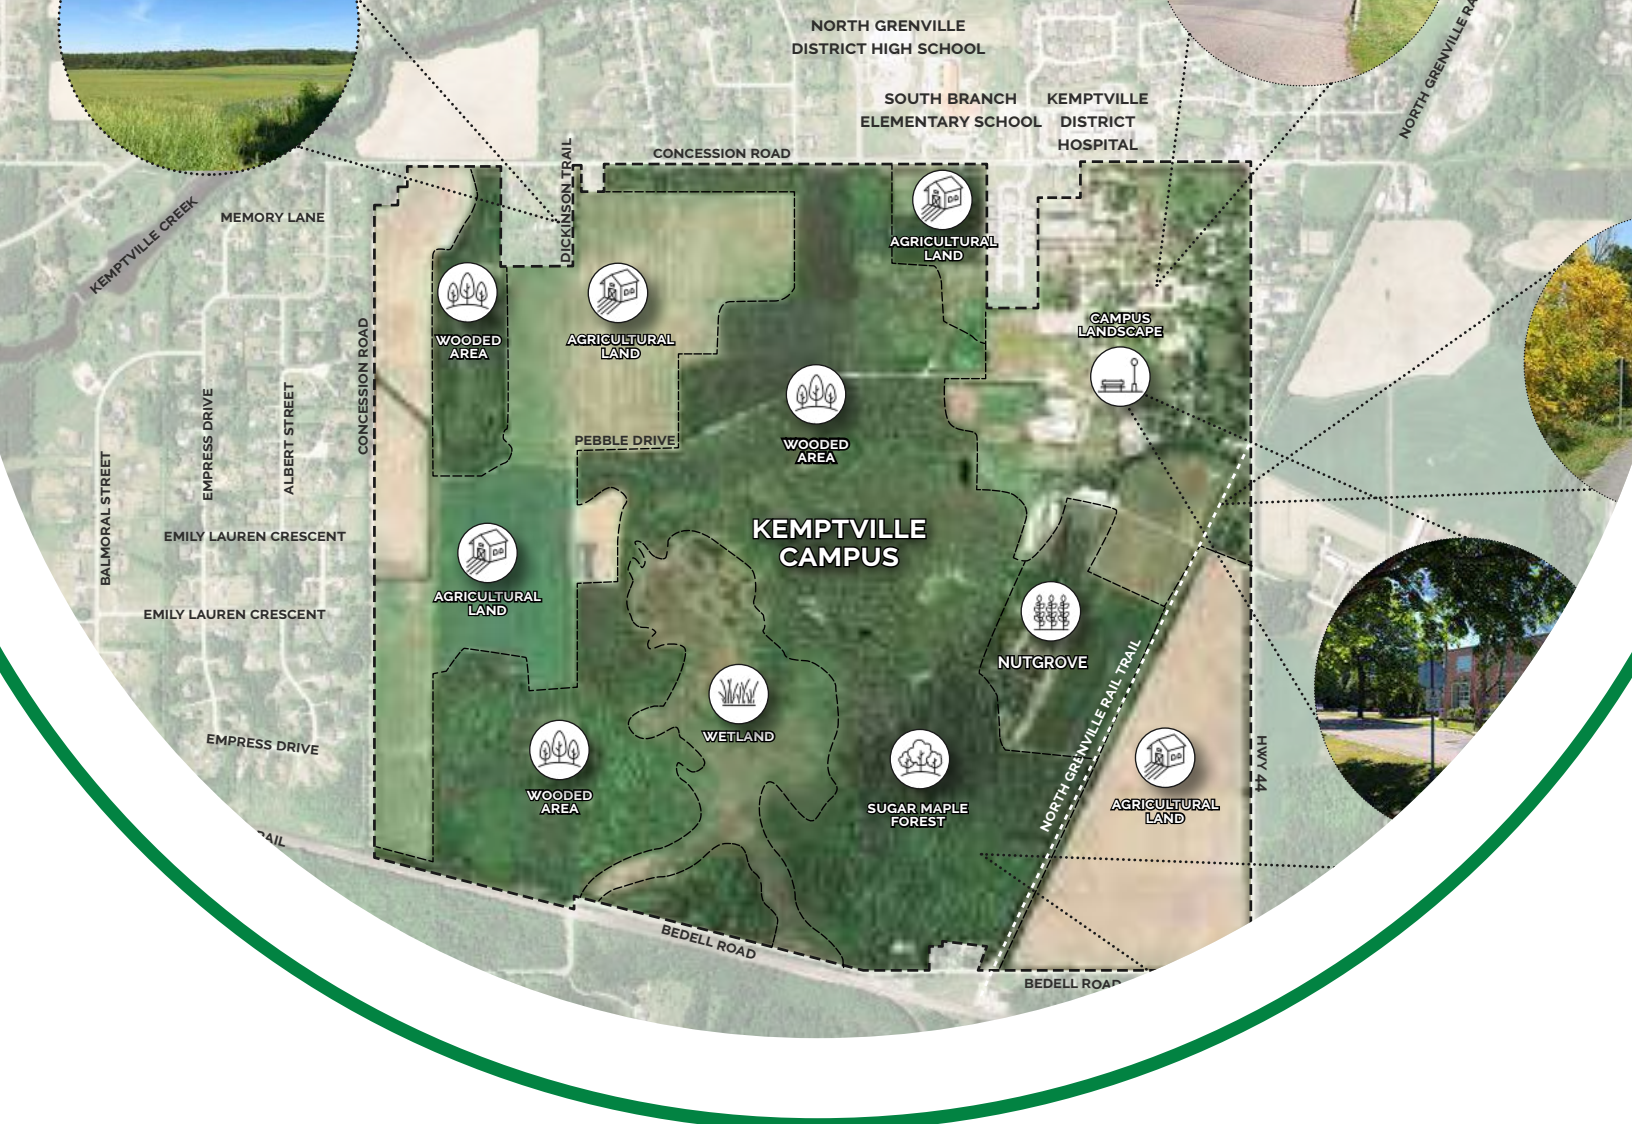 NORTH GRENVILLE
DISTRICT HIGH SCHOOL
SOUTH BRANCH
ELEMENTARY SCHOOL
KEMPTVILLE
DISTRICT
HOSPITAL
NORTH GRENVILLE
CONCESSION ROAD
DICKINSON TRAIL
KEMPTVILLE CREEK
MEMORY LANE
AGRICULTURAL
LAND
WOODED
AREA
AGRICULTURAL
LAND
CAMPUS
LANDSCAPE
CONCESSION ROAD
EMPRESS DRIVE
ALBERT STREET
BALMORAL STREET
PEBBLE DRIVE
WOODED
AREA
KEMPTVILLE
CAMPUS
EMILY LAUREN CRESCENT
AGRICULTURAL
LAND
EMILY LAUREN CRESCENT
NUTGROVE
NORTH GRENVILLE RAIL TRAIL
EMPRESS DRIVE
WETLAND
WOODED
AREA
SUGAR MAPLE
FOREST
AGRICULTURAL
LAND
HWY 44
BEDELL ROAD
BEDELL ROAD